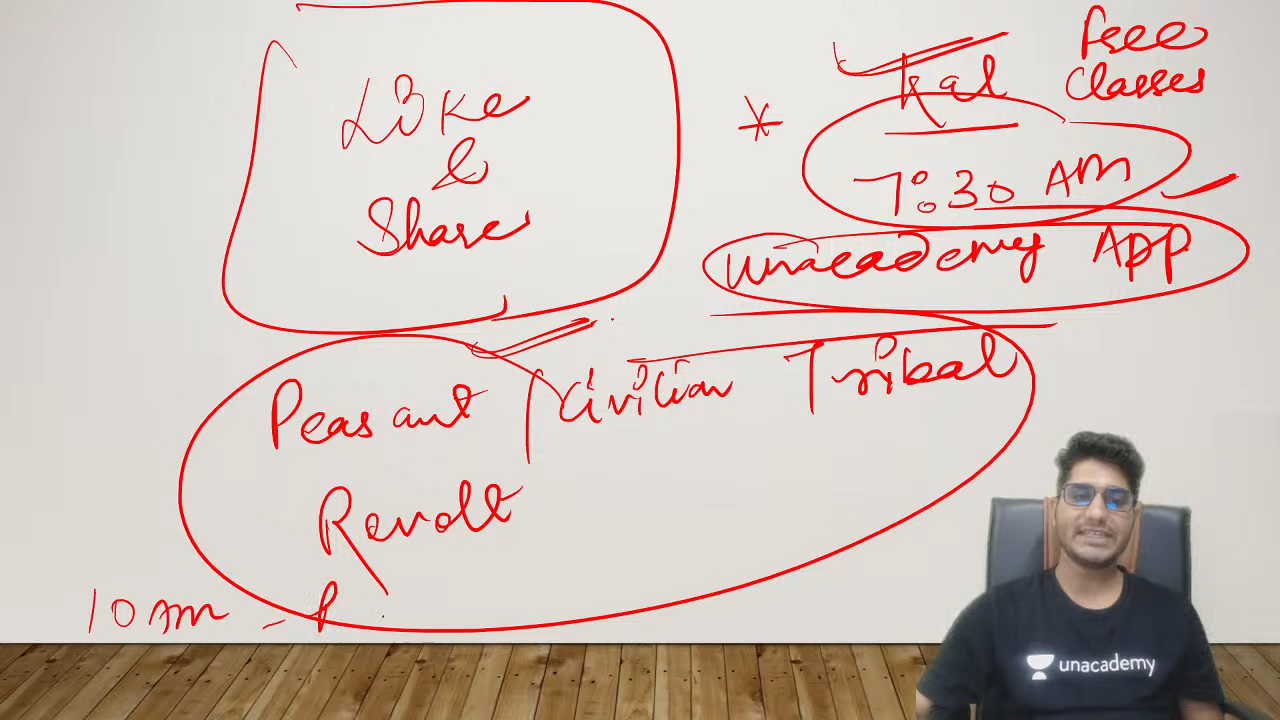 Like
&
Share
Kal Free
Classes
7:30 AM
unacademy App
Peasant / Civilian Tribal
Revolt
10 am - P
unacademy